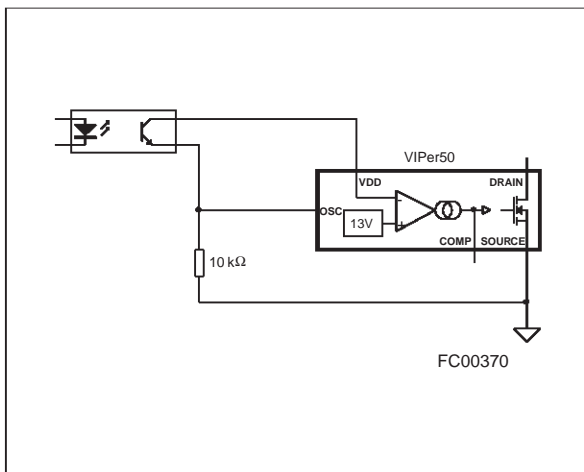 VIPer50
VDD
DRAIN
OSC
-
13V
+
COMP SOURCE
10 kΩ
FC00370